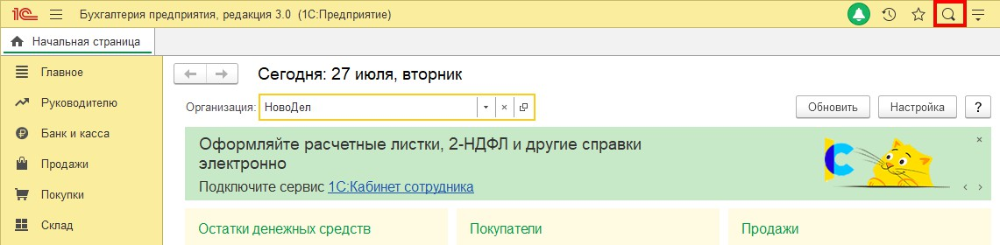 1С Бухгалтерия предприятия, редакция 3.0 (1С:Предприятие)
Начальная страница
Главное
Руководителю
Банк и касса
Продажи
Покупки
Склад
Сегодня: 27 июля, вторник
Организация: НовоДел
Обновить Настройка ?
Оформляйте расчетные листки, 2-НДФЛ и другие справки
электронно
Подключите сервис 1С:Кабинет сотрудника
Остатки денежных средств Покупатели Продажи